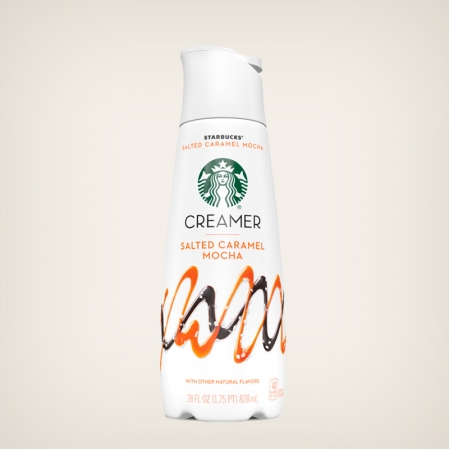 STARBUCKS®
SALTED CARAMEL MOCHA
CREAMER
SALTED CARAMEL
MOCHA
WITH OTHER NATURAL FLAVORS
28 FL OZ (1.75 PT) 828 mL
40